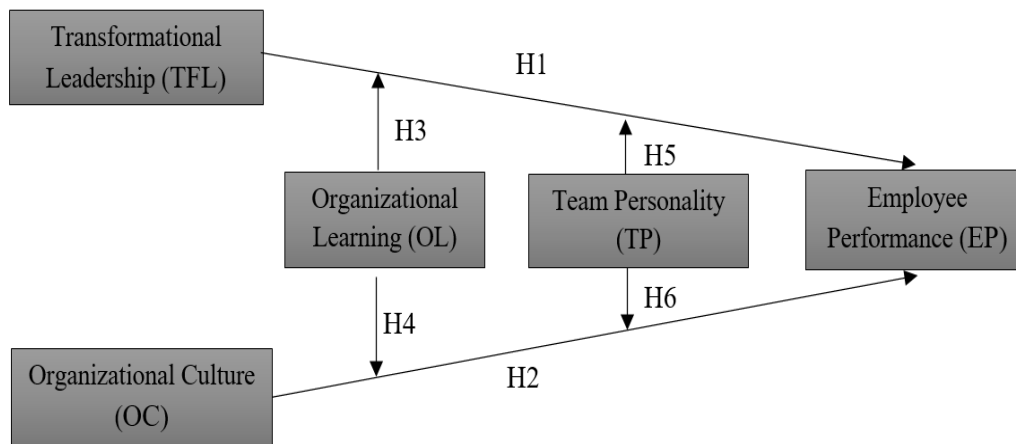 Transformational
Leadership (TFL)
H1
H3
H5
Organizational
Learning (OL)
Team Personality
(TP)
Employee
Performance (EP)
H4
H6
Organizational Culture
(OC)
H2